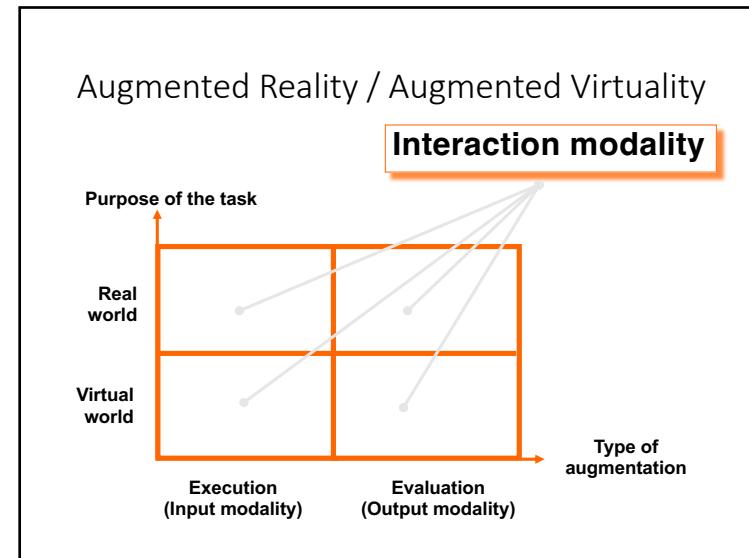 Augmented Reality / Augmented Virtuality
Interaction modality
Purpose of the task
Real
world
Virtual
world
Type of
augmentation
Execution
(Input modality)
Evaluation
(Output modality)